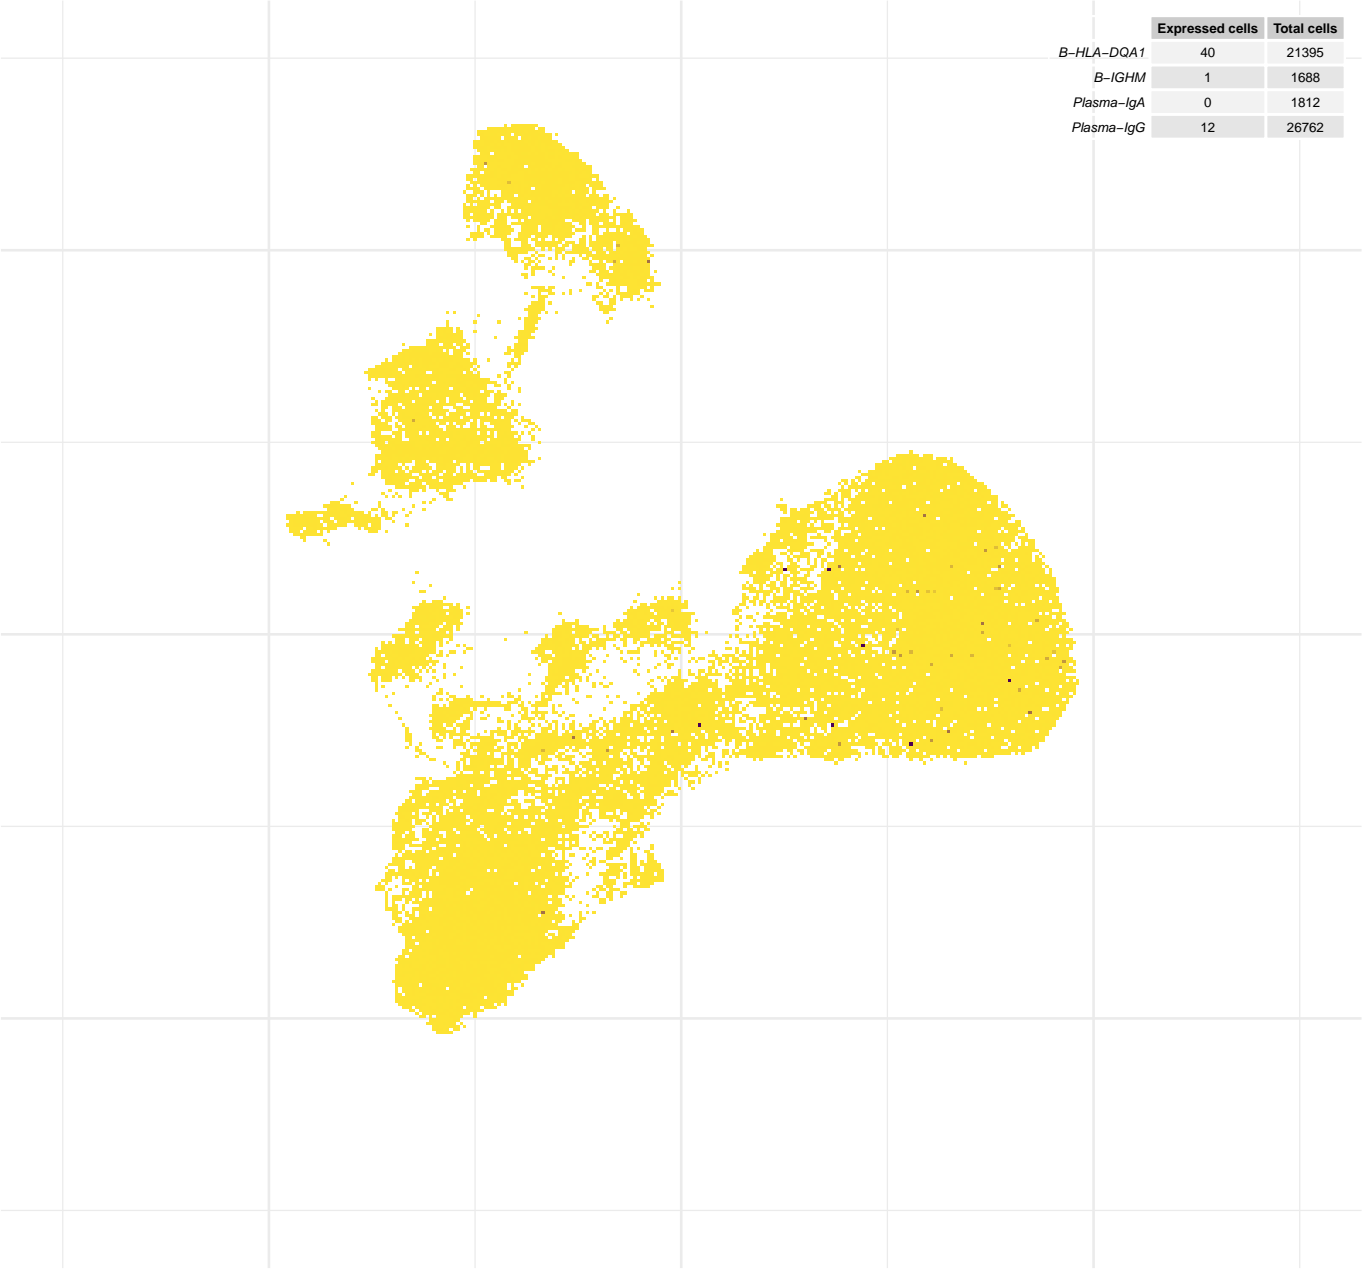 Expressed cells Total cells
B−HLA−DQA1 40 21395
B−IGHM 1 1688
Plasma−IgA 0 1812
Plasma−IgG 12 26762